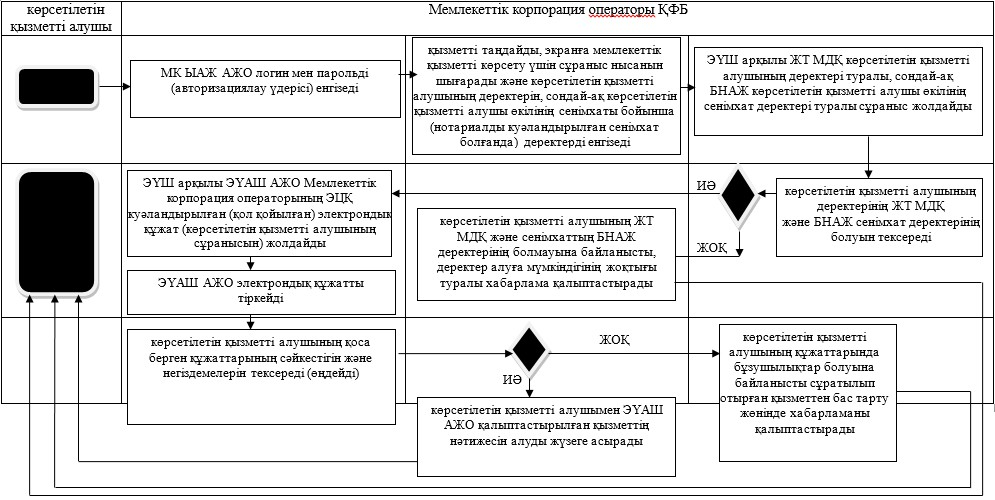 көрсетілетін
қызметті алушы
Мемлекеттік корпорация операторы ҚФБ
МК ЫАЖ АЖО логин мен парольді
(авторизациялау үдерісі) енгізеді
қызметті таңдайды, экранға мемлекеттік
қызметті көрсету үшін сұраныс нысанын
шығарады және көрсетілетін қызметті
алушының деректерін, сондай-ақ көрсетілетін
қызметті алушы өкілінің сенімхаты бойынша
(нотариалды куәландырылған сенімхат
болғанда) деректерді енгізеді
ЭҮШ арқылы ЖТ МДҚ көрсетілетін қызметті
алушының деректері туралы, сондай-ақ
БНАЖ көрсетілетін қызметті алушы өкілінің
сенімхат деректері туралы сұраныс жолдайды
ЭҮШ арқылы ЭҮАШ АЖО Мемлекеттік
корпорация операторының ЭЦҚ
куәландырылған (қол қойылған) электрондық
құжат (көрсетілетін қызметті алушының
сұранысын) жолдайды
ИӘ
көрсетілетін қызметті алушының
деректерінің ЖТ МДҚ
және БНАЖ сенімхат деректерінің
болуын тексереді
көрсетілетін қызметті алушының ЖТ
МДҚ және сенімхаттың БНАЖ
деректерінің болмауына байланысты,
деректер алуға мүмкіндігінің жоқтығы
туралы хабарлама қалыптастырады
ЖОҚ
ЭҮАШ АЖО электрондық құжатты
тіркейді
көрсетілетін қызметті алушының қоса
берген құжаттарының сәйкестігін және
негіздемелерін тексереді (өңдейді)
ЖОҚ
ИӘ
көрсетілетін қызметті
алушының құжаттарында
бұзушылықтар болуына
байланысты сұратылып
отырған қызметтен бас тарту
жөнінде хабарламаны
қалыптастырады
көрсетілетін қызметті алушымен ЭҮАШ
АЖО қалыптастырылған қызметтің
нәтижесін алуды жүзеге асырады